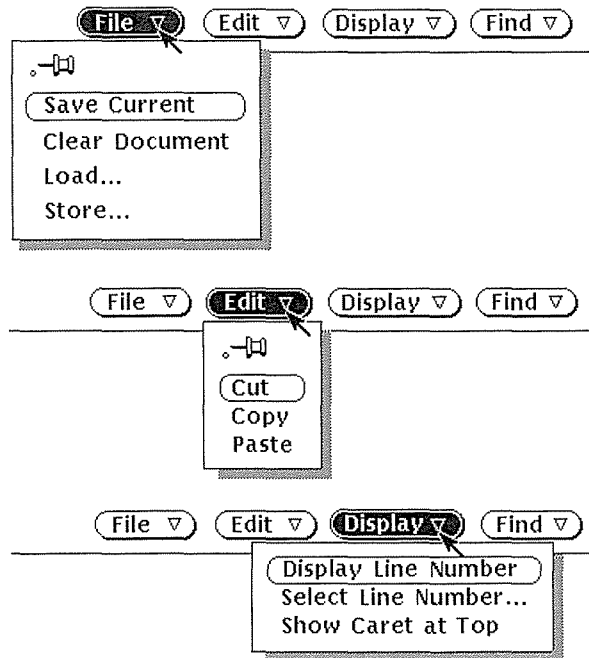 File Edit Display Find
Save Current
Clear Document
Load...
Store...
File Edit Display Find
Cut
Copy
Paste
File Edit Display Find
Display Line Number
Select Line Number...
Show Caret at Top